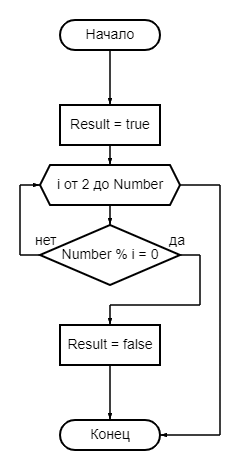 Начало
Result = true
i от 2 до Number
нет
да
Number % i = 0
Result = false
Конец